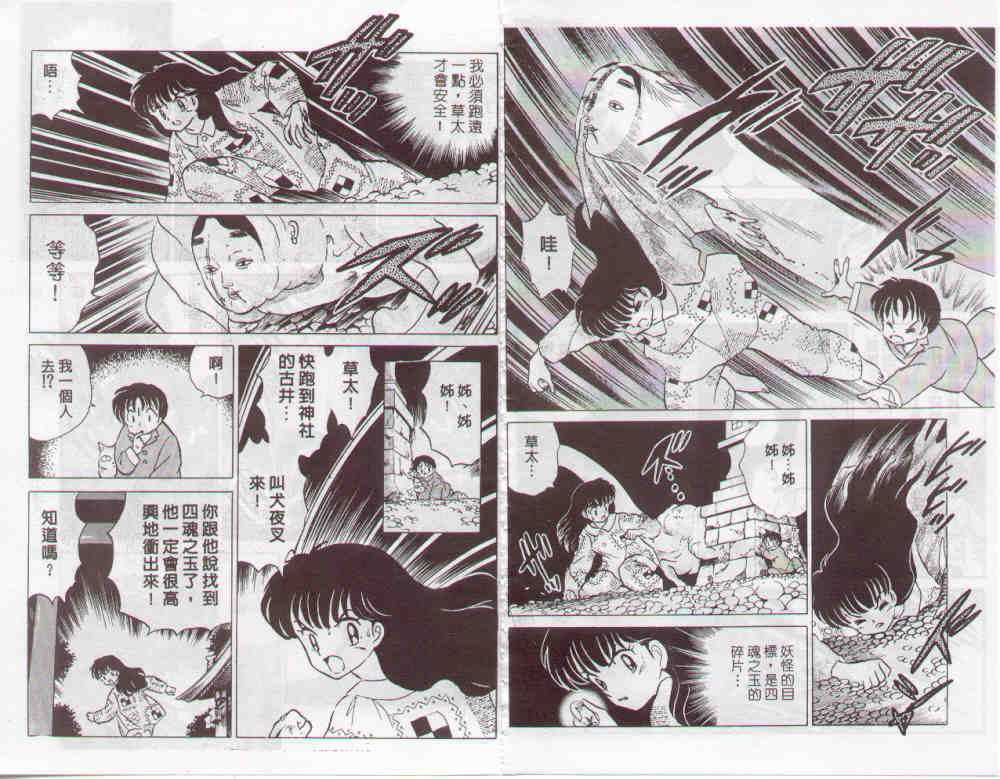 哇！
姊…姊
姊！
草太…
妖怪的目
標，是四
魂之玉的
碎片…
我必須跑遠
一點，草太
才會安全！
唔…
等等！
姊、姊
姊！
草太！
快跑到神社
的古井…
叫犬夜叉
來！
啊！
我一個人
去!?
你跟他說找到
四魂之玉了，
他一定會很高
興地衝出來！
知道嗎？